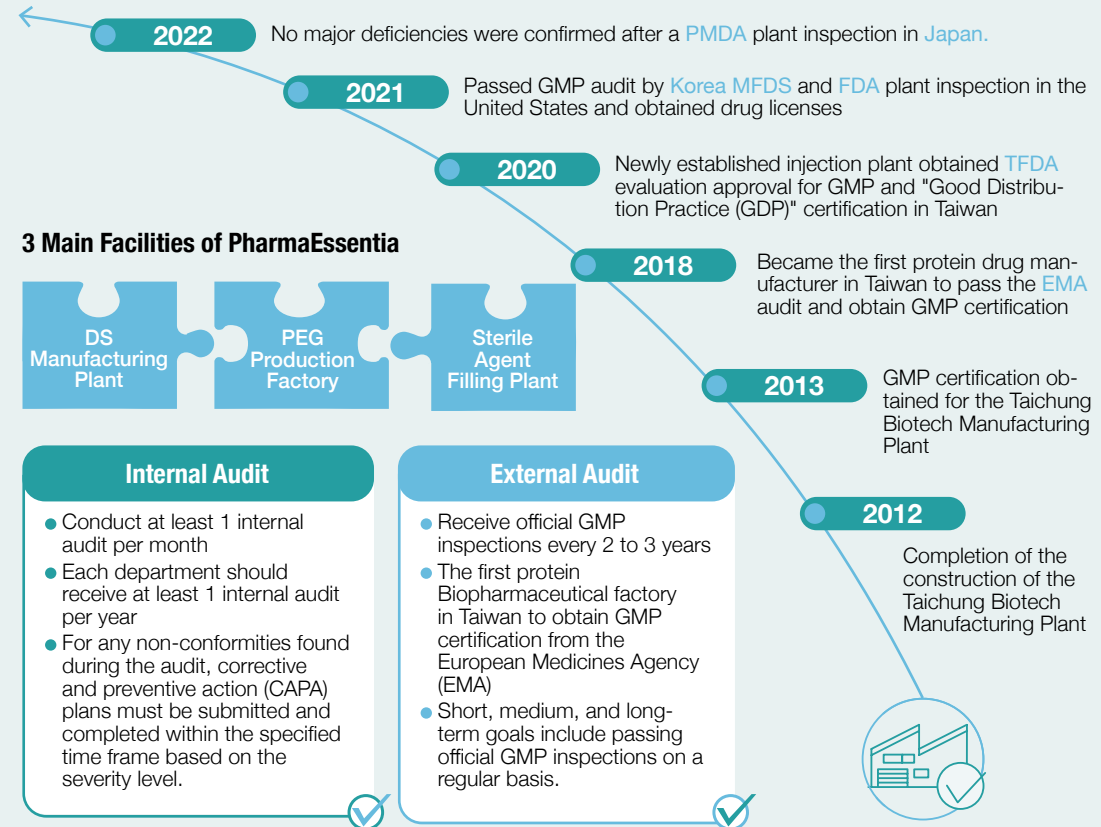 2022
No major deficiencies were confirmed after a PMDA plant inspection in Japan.
2021
Passed GMP audit by Korea MFDS and FDA plant inspection in the
United States and obtained drug licenses
2020
Newly established injection plant obtained TFDA
evaluation approval for GMP and "Good Distribu-
tion Practice (GDP)" certification in Taiwan
2018
Became the first protein drug man-
ufacturer in Taiwan to pass the EMA
audit and obtain GMP certification
2013
GMP certification ob-
tained for the Taichung
Biotech Manufacturing
Plant
2012
Completion of the
construction of the
Taichung Biotech
Manufacturing Plant
3 Main Facilities of PharmaEssentia
DS
Manufacturing
Plant
PEG
Production
Factory
Sterile
Agent
Filling Plant
Internal Audit
● Conduct at least 1 internal
audit per month
● Each department should
receive at least 1 internal audit
per year
● For any non-conformities found
during the audit, corrective
and preventive action (CAPA)
plans must be submitted and
completed within the specified
time frame based on the
severity level.
External Audit
● Receive official GMP
inspections every 2 to 3 years
● The first protein
Biopharmaceutical factory
in Taiwan to obtain GMP
certification from the
European Medicines Agency
(EMA)
● Short, medium, and long-
term goals include passing
official GMP inspections on a
regular basis.